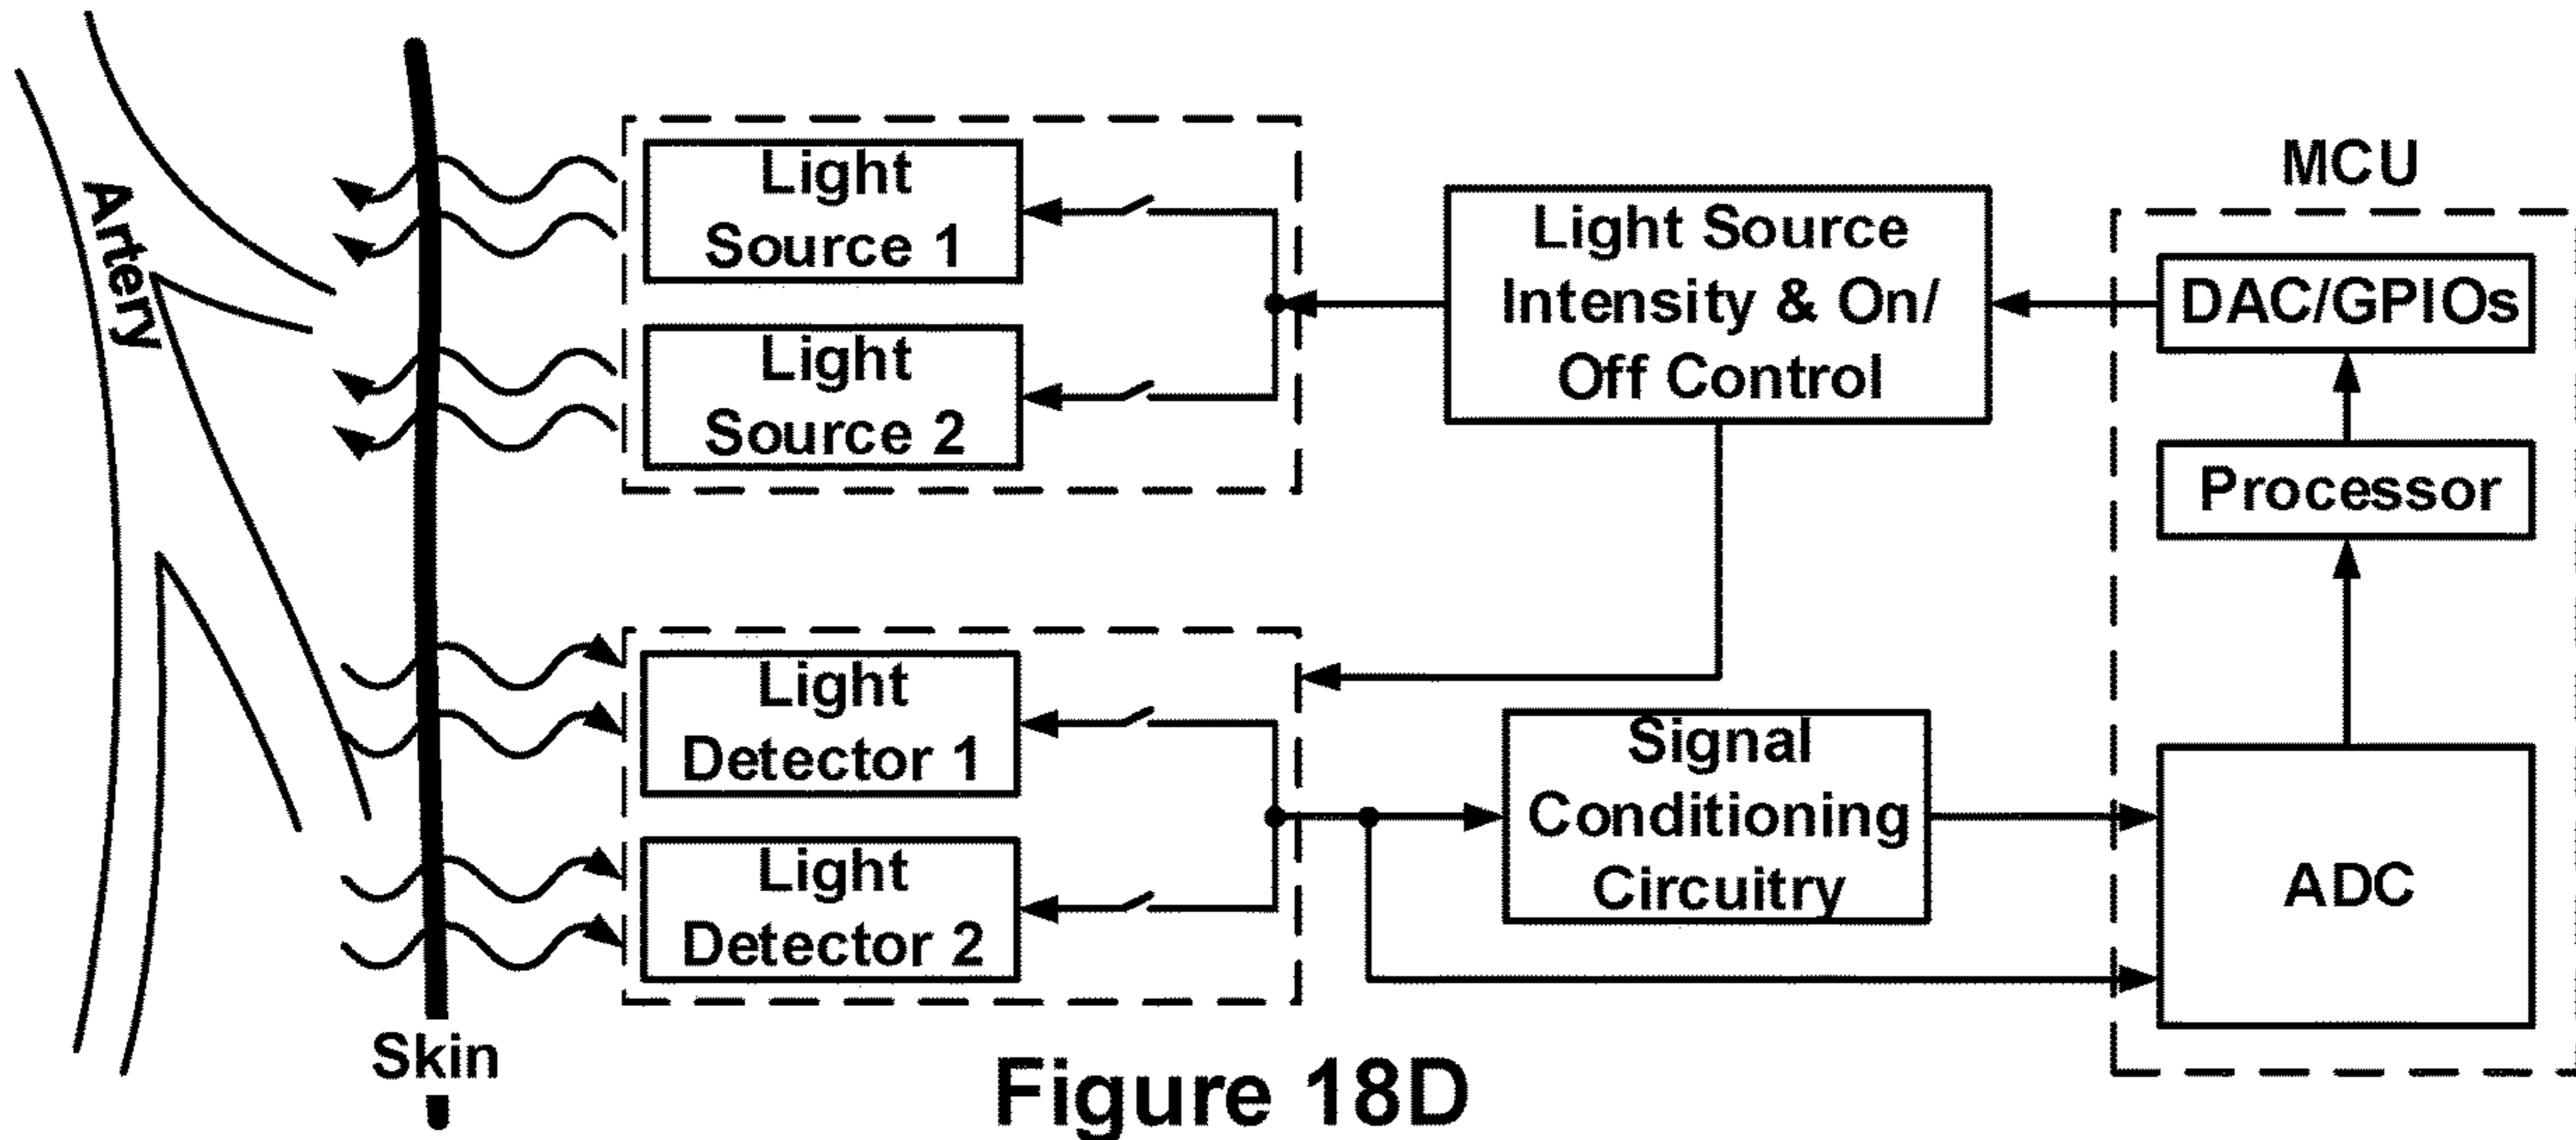 Artery
Skin
Light
Source 1
Light
Source 2
Light
Detector 1
Light
Detector 2
Light Source
Intensity & On/
Off Control
Signal
Conditioning
Circuitry
MCU
DAC/GPIOs
Processor
ADC
Figure 18D